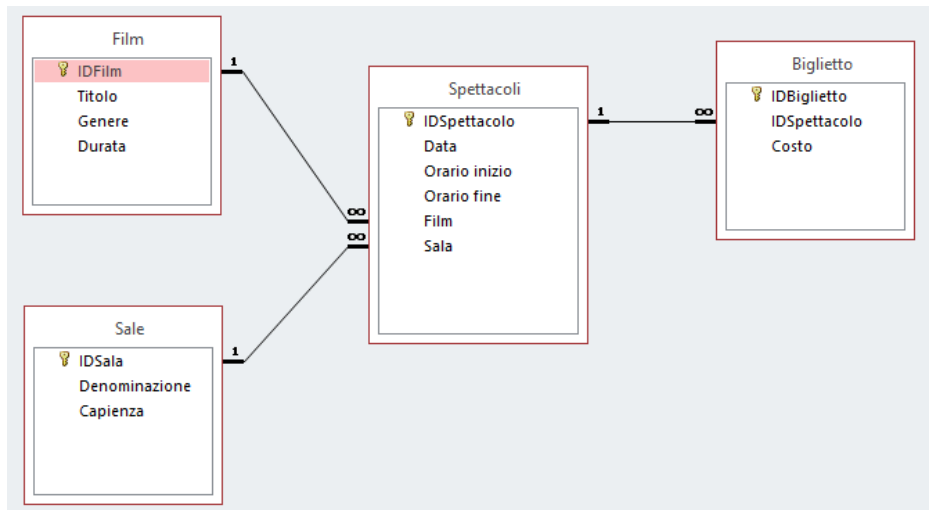 Film
IDFilm
Titolo
Genere
Durata
1
∞
Spettacoli
IDSpettacolo
Data
Orario inizio
Orario fine
Film
Sala
1
∞
Biglietto
IDBiglietto
IDSpettacolo
Costo
Sale
IDSala
Denominazione
Capienza
1
∞